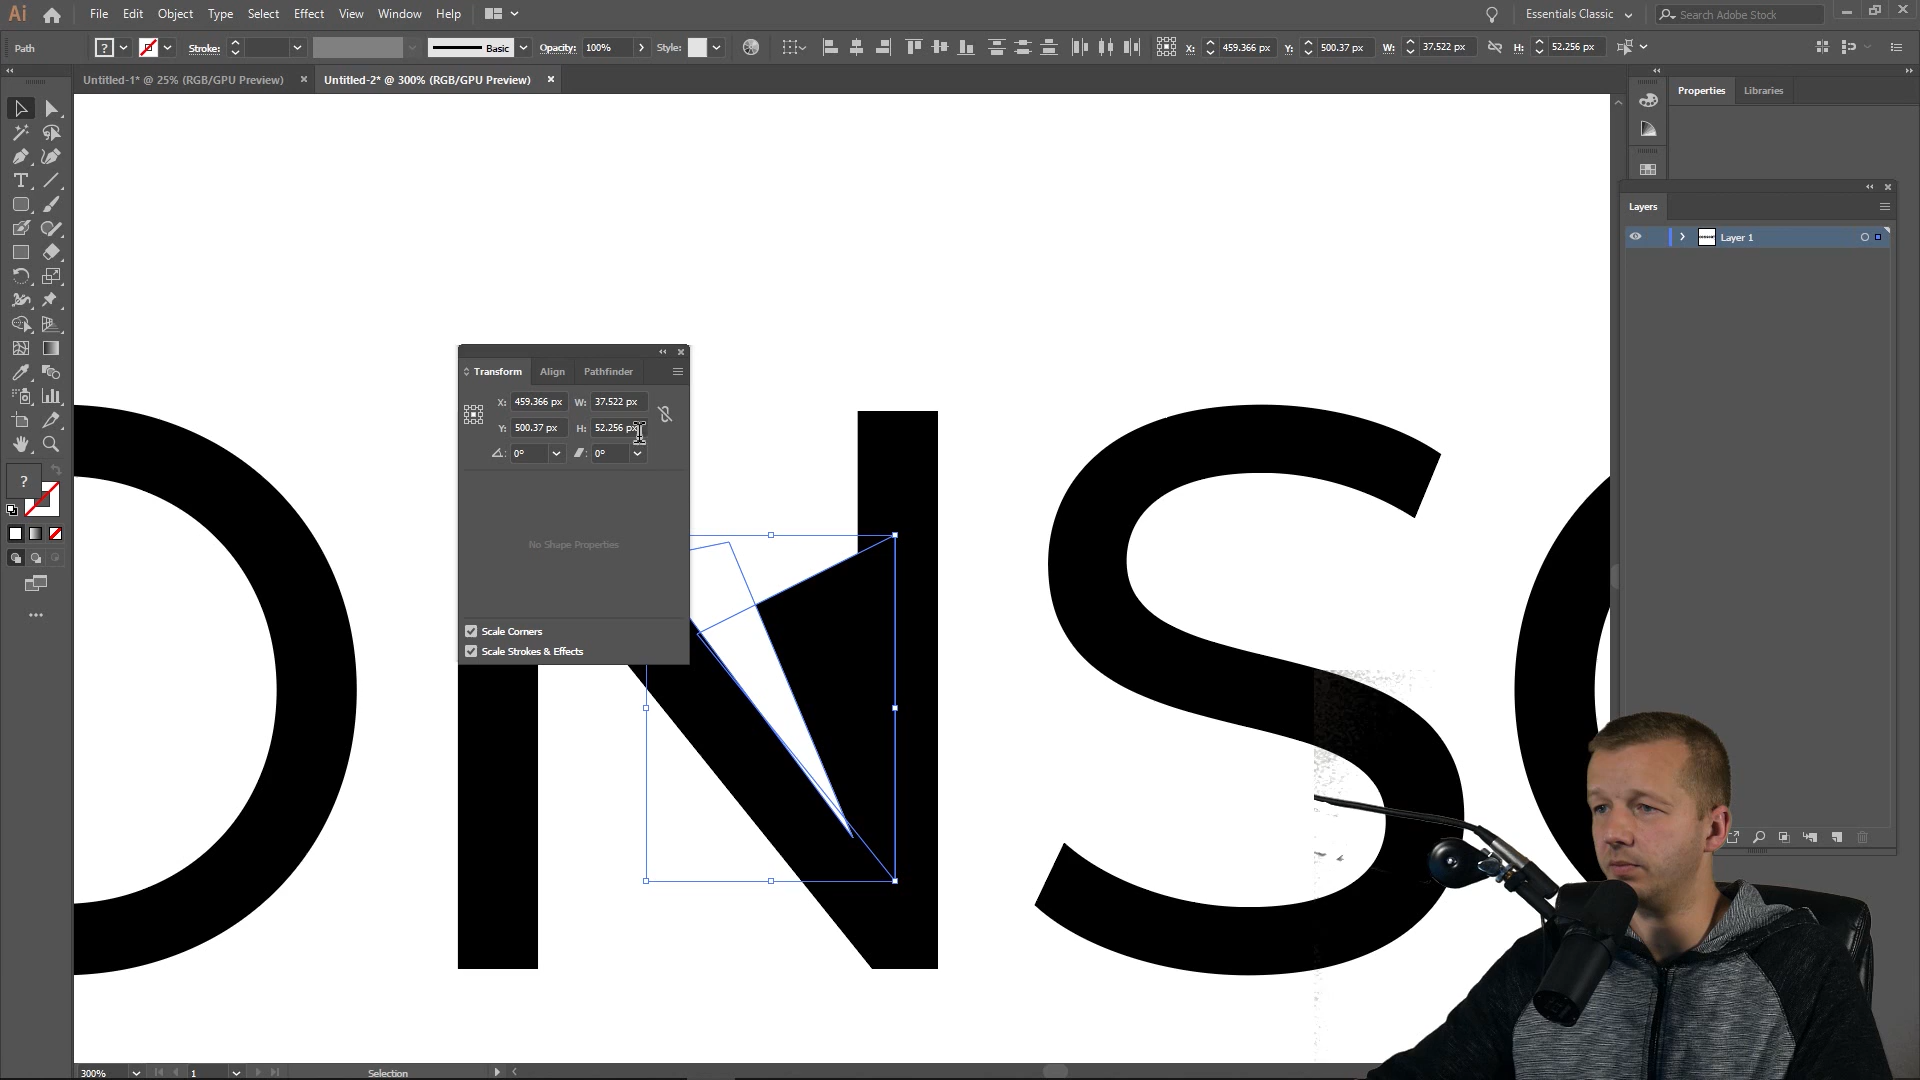 Ai File Edit Object Type Select Effect View Window Help Essentials Classic Search Adobe Stock
Path ? Stroke: Basic Opacity: 100% Style: X: 459.366 px Y: 500.37 px W: 37.522 px H: 52.256 px
Untitled-1* @ 25% (RGB/GPU Preview) × Untitled-2* @ 300% (RGB/GPU Preview) ×
Properties Libraries
Layers
Layer 1
Transform Align Pathfinder
X: 459.366 px W: 37.522 px
Y: 500.37 px H: 52.256 px
0° 0°
No Shape Properties
Scale Corners
Scale Strokes & Effects
?
ONSO
300% 1 Selection